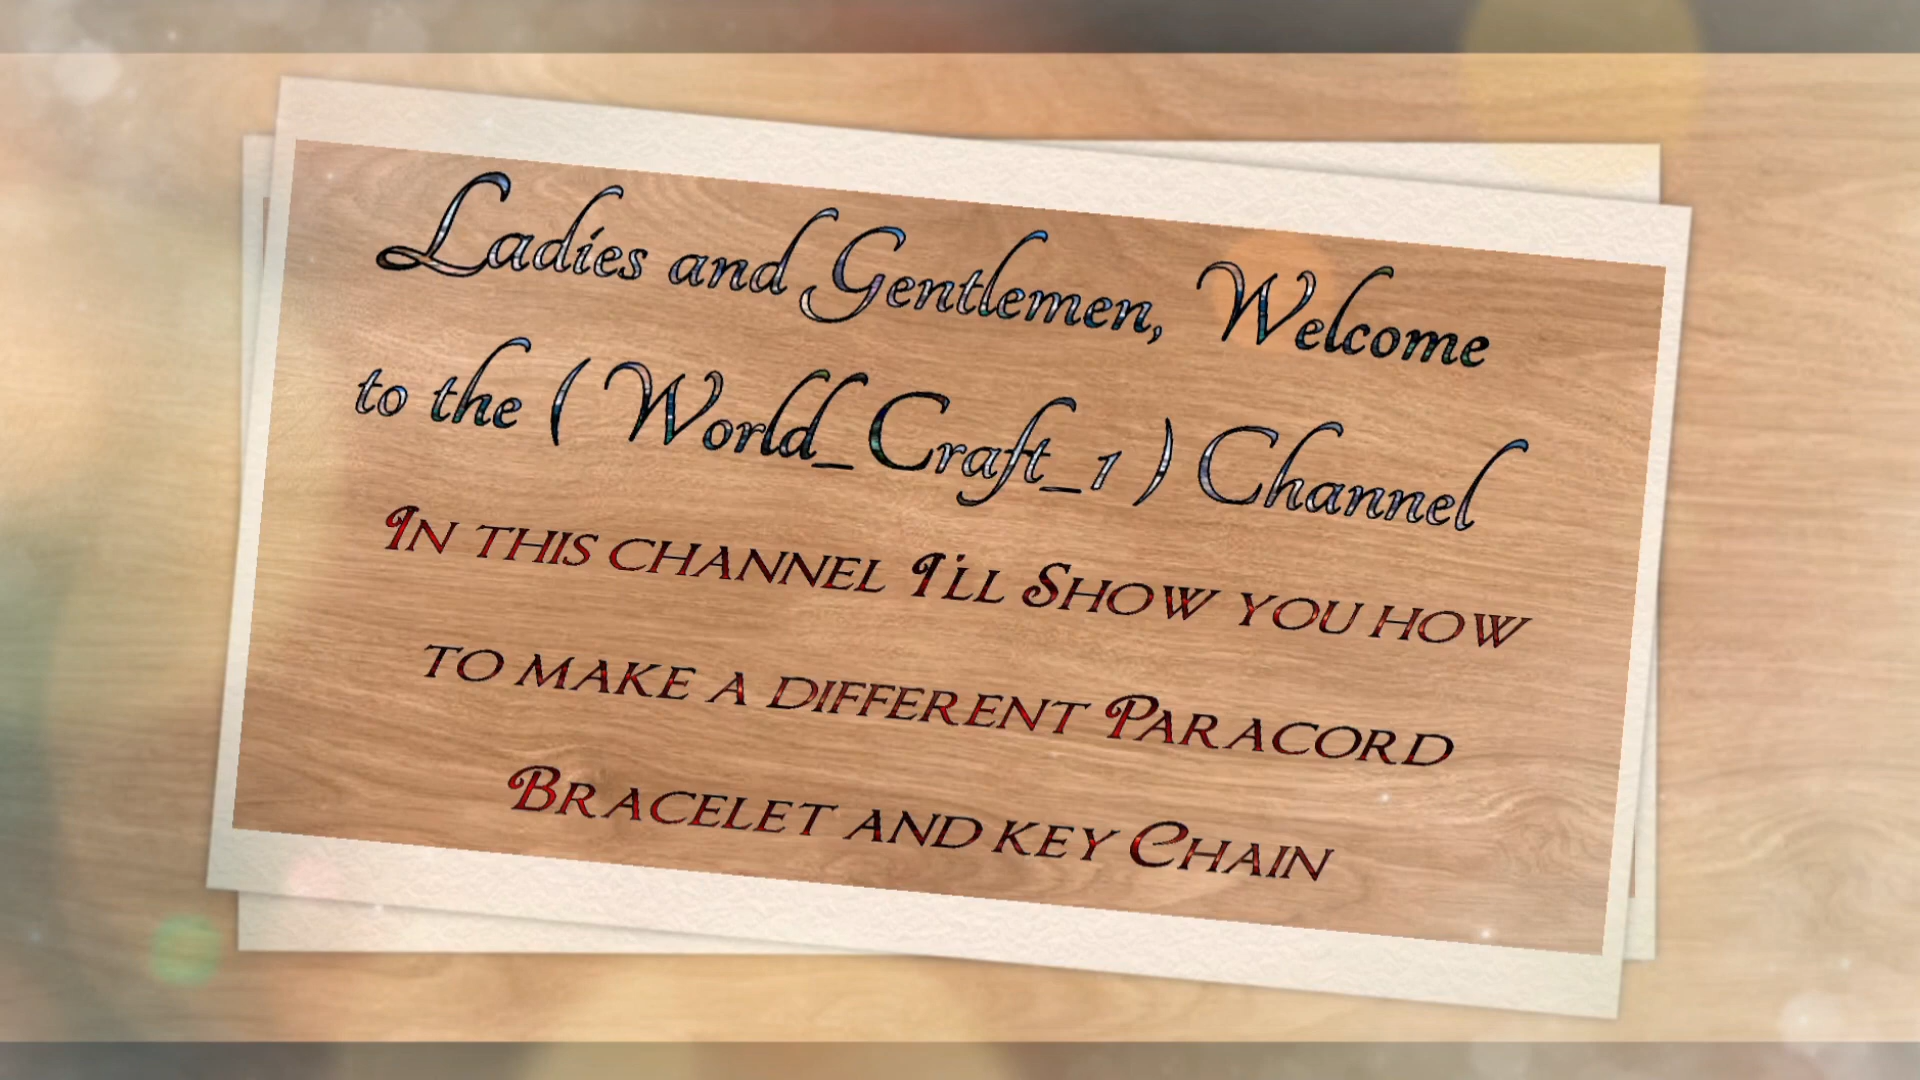 Ladies and Gentlemen, Welcome
to the ( World_Craft_1 ) Channel
In this channel I'll Show you how
to make a different Paracord
Bracelet and key Chain